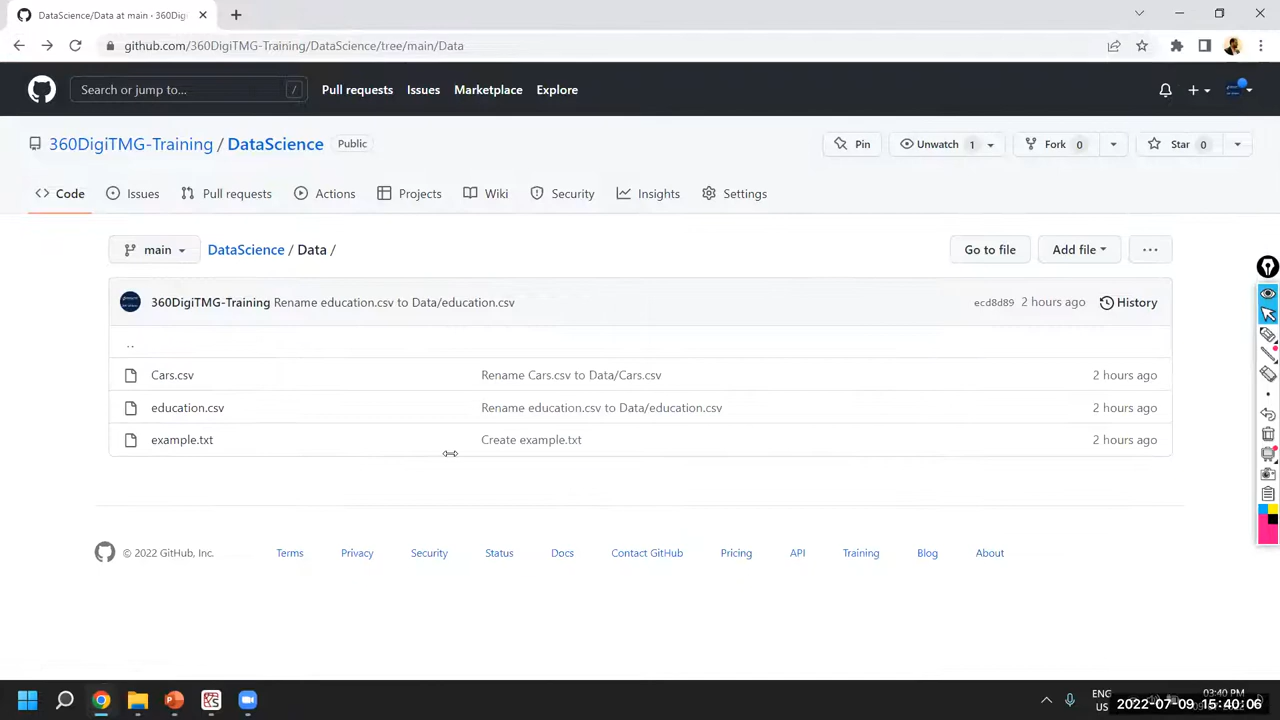 DataScience/Data at main · 360Digi
github.com/360DigiTMG-Training/DataScience/tree/main/Data
Search or jump to... /
Pull requests Issues Marketplace Explore
360DigiTMG-Training / DataScience Public
Pin Unwatch 1 Fork 0 Star 0
Code Issues Pull requests Actions Projects Wiki Security Insights Settings
main DataScience / Data / Go to file Add file ...
360DigiTMG-Training Rename education.csv to Data/education.csv ecd8d89 2 hours ago History
..
Cars.csv Rename Cars.csv to Data/Cars.csv 2 hours ago
education.csv Rename education.csv to Data/education.csv 2 hours ago
example.txt Create example.txt 2 hours ago
© 2022 GitHub, Inc. Terms Privacy Security Status Docs Contact GitHub Pricing API Training Blog About
ENG
US
03:40 PM
2022-07-09 15:40:06